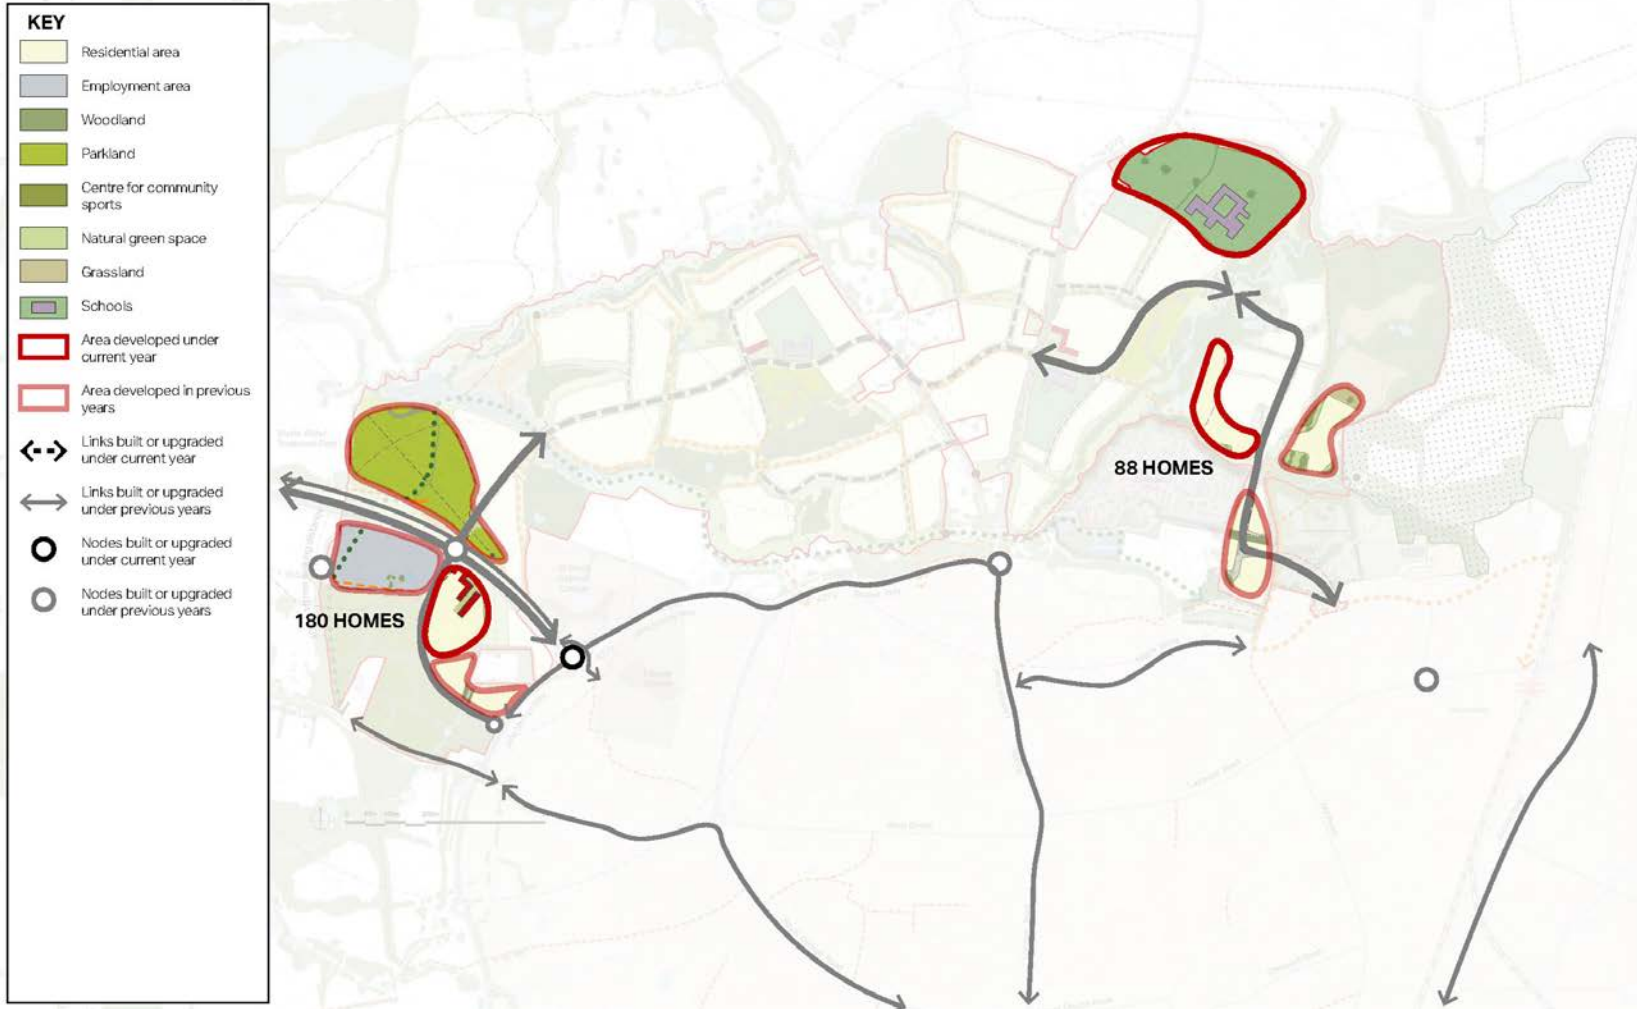 KEY
Residential area
Employment area
Woodland
Parkland
Centre for community
sports
Natural green space
Grassland
Schools
Area developed under
current year
Area developed in previous
years
Links built or upgraded
under current year
Links built or upgraded
under previous years
Nodes built or upgraded
under current year
Nodes built or upgraded
under previous years
88 HOMES
180 HOMES